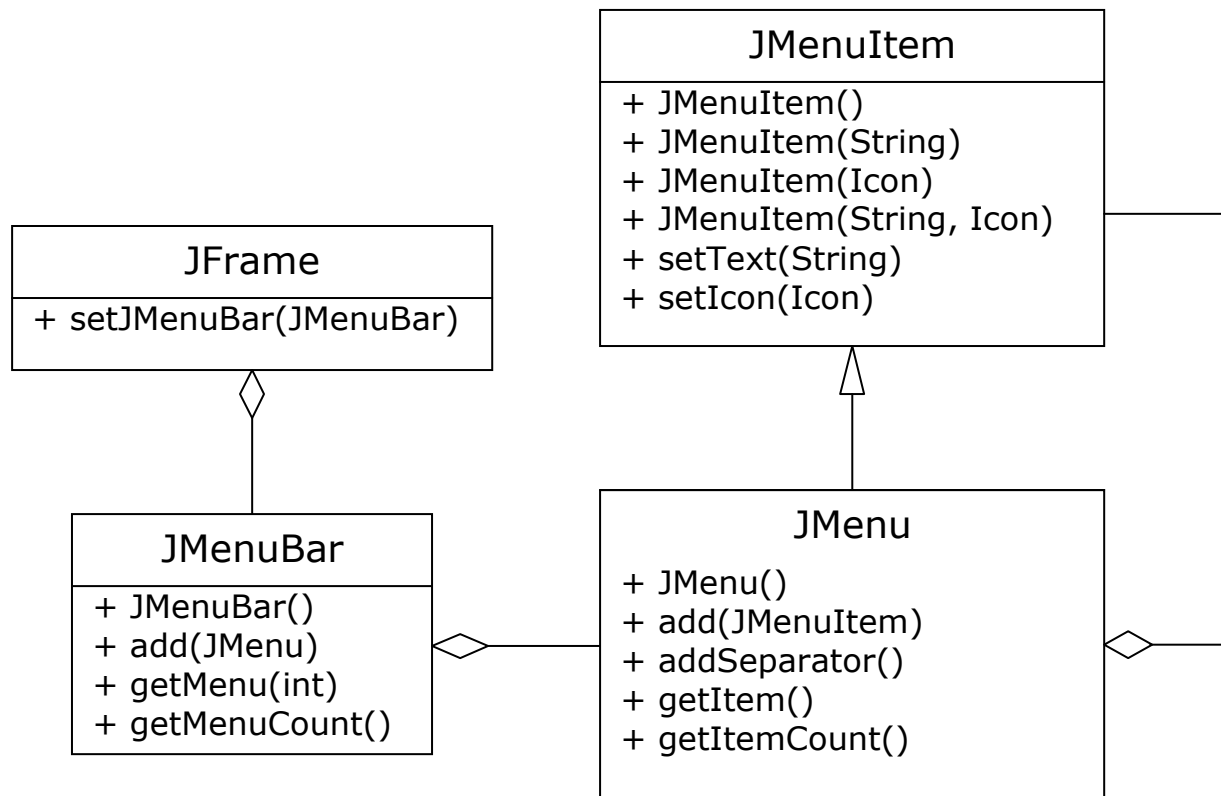 JMenuItem
+ JMenuItem()
+ JMenuItem(String)
+ JMenuItem(Icon)
+ JMenuItem(String, Icon)
+ setText(String)
+ setIcon(Icon)
JFrame
+ setJMenuBar(JMenuBar)
JMenuBar
+ JMenuBar()
+ add(JMenu)
+ getMenu(int)
+ getMenuCount()
JMenu
+ JMenu()
+ add(JMenuItem)
+ addSeparator()
+ getItem()
+ getItemCount()